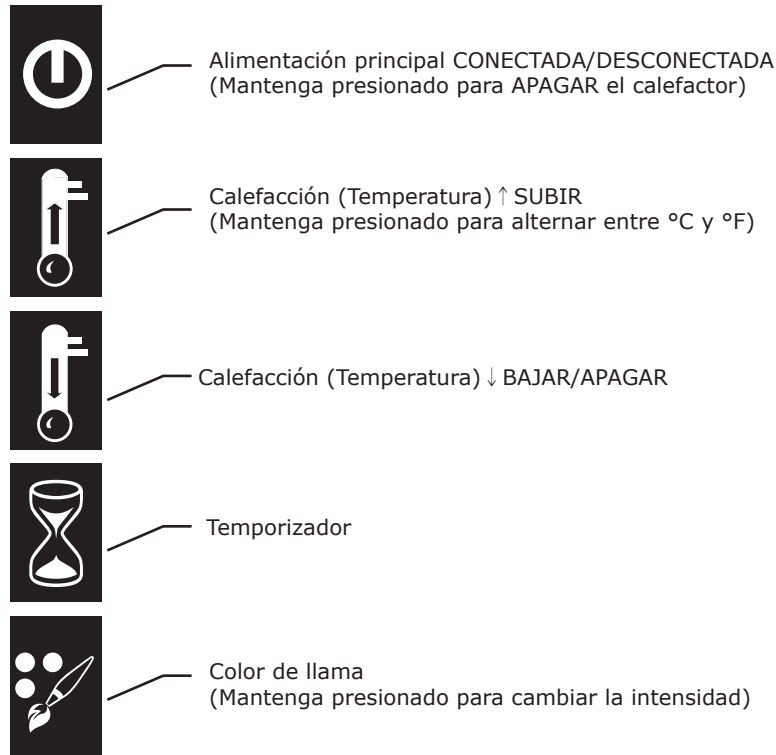 Alimentación principal CONECTADA/DESCONECTADA
(Mantenga presionado para APAGAR el calefactor)
Calefacción (Temperatura) ↑ SUBIR
(Mantenga presionado para alternar entre °C y °F)
Calefacción (Temperatura) ↓ BAJAR/APAGAR
Temporizador
Color de llama
(Mantenga presionado para cambiar la intensidad)